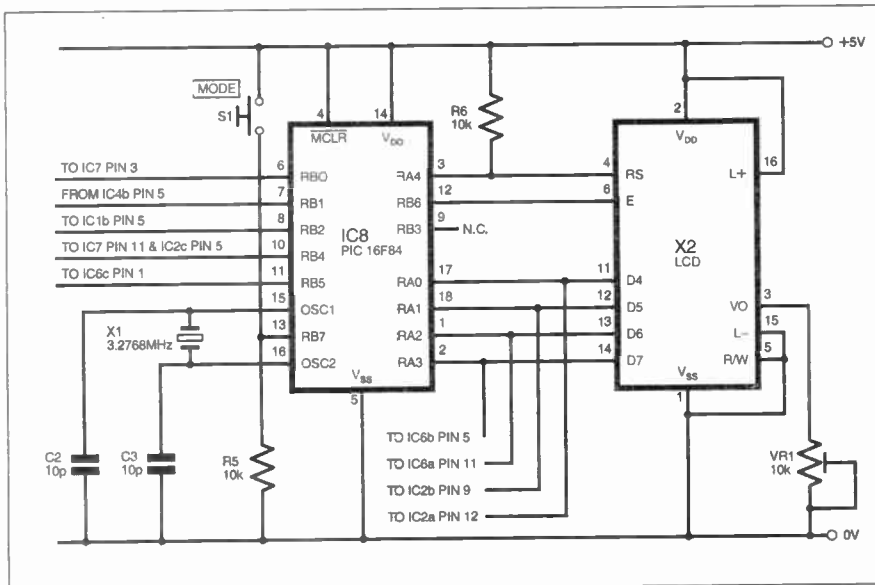 +5V
MODE
S1
R6
10k
4
MCLR
14
VDD
2
VDD
TO IC7 PIN 3
6
RB0
3
RA4
4
RS
16
L+
FROM IC4b PIN 5
7
RB1
12
RB6
6
E
TO IC1b PIN 5
8
RB2
9
RB3
N.C.
IC8
PIC 16F84
X2
LCD
TO IC7 PIN 11 & IC2c PIN 5
10
RB4
TO IC6c PIN 1
11
RB5
17
RA0
11
D4
15
OSC1
18
RA1
12
D5
VO
3
X1
3.2768MHz
13
RB7
1
RA2
13
D6
L-
15
16
OSC2
2
RA3
14
D7
R/W
5
VSS
5
VSS
1
C2
10p
C3
10p
R5
10k
TO IC6b PIN 5
TO IC6a PIN 11
TO IC2b PIN 9
TO IC2a PIN 12
VR1
10k
0V